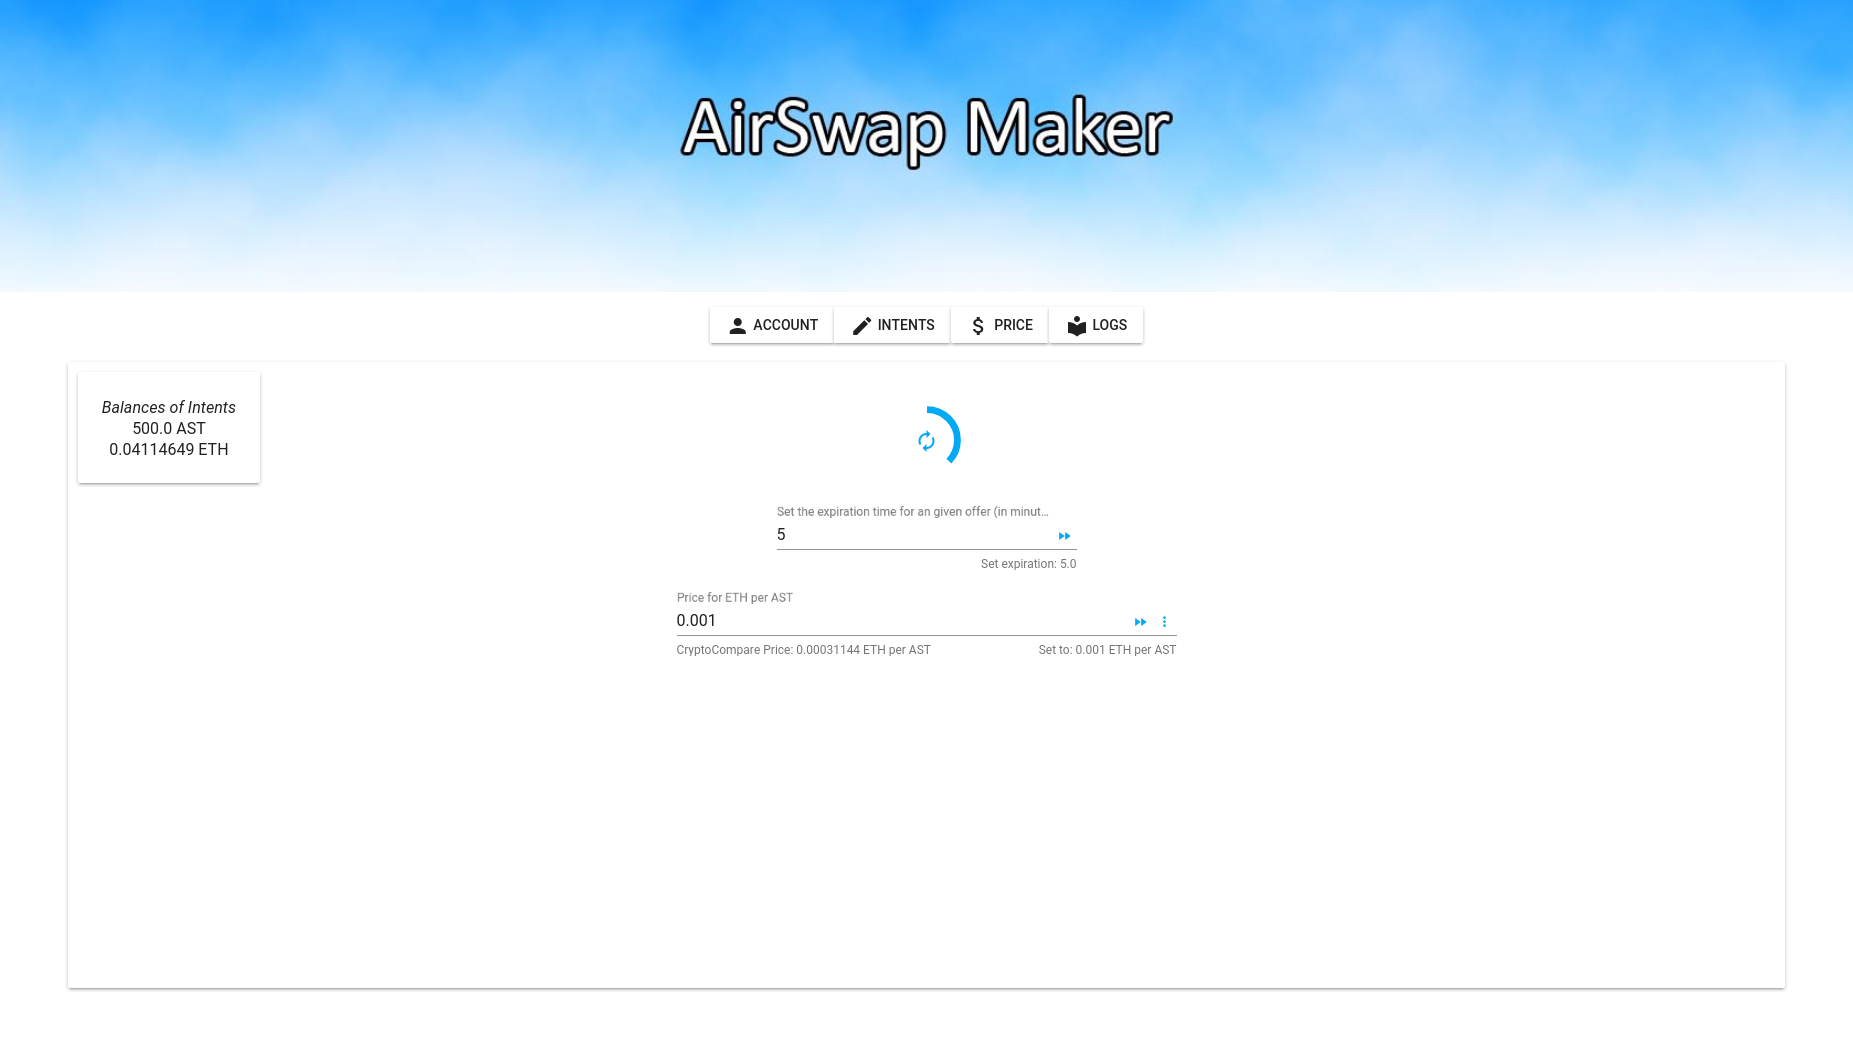 AirSwap Maker
ACCOUNT INTENTS PRICE LOGS
Balances of Intents
500.0 AST
0.04114649 ETH
Set the expiration time for an given offer (in minut...
5
Set expiration: 5.0
Price for ETH per AST
0.001
CryptoCompare Price: 0.00031144 ETH per AST Set to: 0.001 ETH per AST